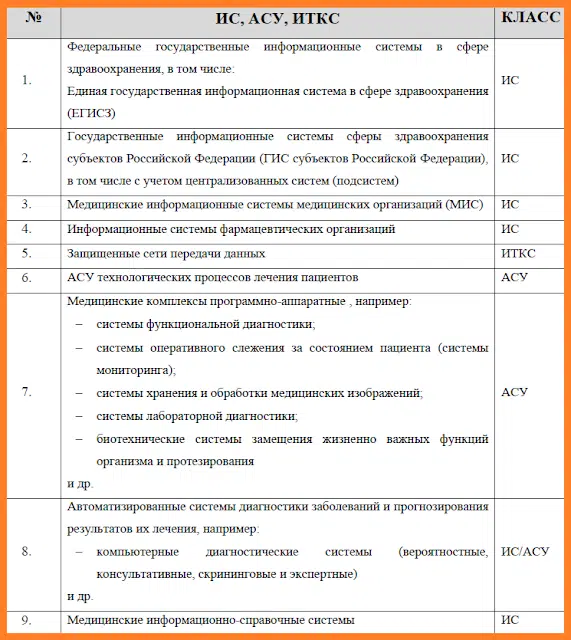 № ИС, АСУ, ИТКС КЛАСС
Федеральные государственные информационные системы в сфере
здравоохранения, в том числе:
1. ИС
Единая государственная информационная система в сфере здравоохранения
(ЕГИСЗ)
Государственные информационные системы сферы здравоохранения
2. субъектов Российской Федерации (ГИС субъектов Российской Федерации), ИС
в том числе с учетом централизованных систем (подсистем)
3. Медицинские информационные системы медицинских организаций (МИС) ИС
4. Информационные системы фармацевтических организаций ИС
5. Защищенные сети передачи данных ИТКС
6. АСУ технологических процессов лечения пациентов АСУ
Медицинские комплексы программно-аппаратные , например:
– системы функциональной диагностики;
– системы оперативного слежения за состоянием пациента (системы
мониторинга);
7. – системы хранения и обработки медицинских изображений; АСУ
– системы лабораторной диагностики;
– биотехнические системы замещения жизненно важных функций
организма и протезирования
и др.
Автоматизированные системы диагностики заболеваний и прогнозирования
результатов их лечения, например:
8. – компьютерные диагностические системы (вероятностные, ИС/АСУ
консультативные, скрининговые и экспертные)
и др.
9. Медицинские информационно-справочные системы ИС